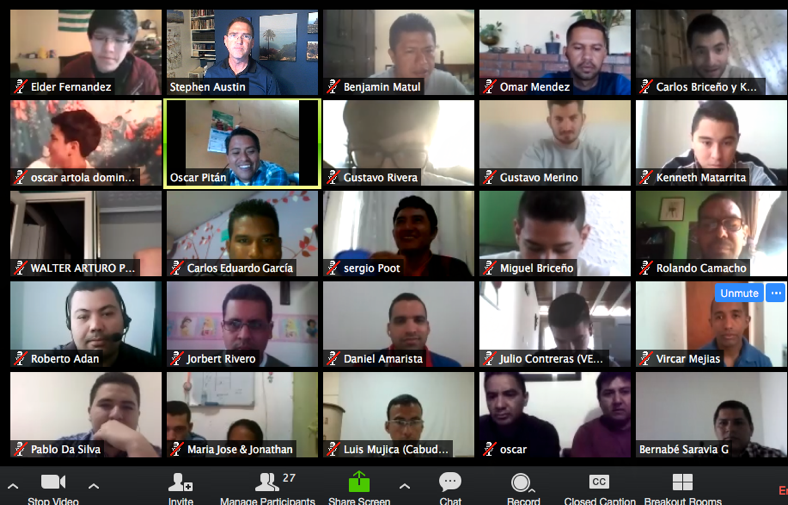 Elder Fernandez
Stephen Austin
Benjamin Matul
Omar Mendez
Carlos Briceño y K...
oscar artola domin...
Oscar Pitán
Gustavo Rivera
Gustavo Merino
Kenneth Matarrita
WALTER ARTURO P...
Carlos Eduardo García
sergio Poot
Miguel Briceño
Rolando Camacho
Unmute
...
Roberto Adan
Jorbert Rivero
Daniel Amarista
Julio Contreras (VE...
Vircar Mejias
Pablo Da Silva
Maria Jose & Jonathan
Luis Mujica (Cabud...
oscar
Bernabé Saravia G
Stop Video
Invite
27
Manage Participants
Share Screen
Chat
Record
CC
Closed Caption
Breakout Rooms